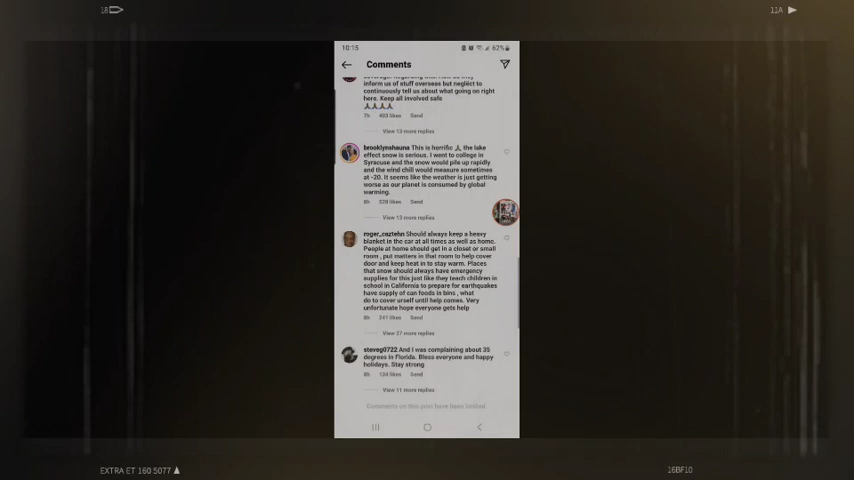 18
11A
10:15
62%
Comments
inform us of stuff overseas but neglect to
continuously tell us about what going on right
here. Keep all involved safe
7h 403 likes Send
View 13 more replies
brooklynshauna This is horrific the lake
effect snow is serious. I went to college in
Syracuse and the snow would pile up rapidly
and the wind chill would measure sometimes
at -20. It seems like the weather is just getting
worse as our planet is consumed by global
warming.
8h 528 likes Send
View 13 more replies
roger_caztehn Should always keep a heavy
blanket in the car at all times as well as home.
People at home should get in a closet or small
room , put matters in that room to help cover
door and keep heat in to stay warm. Places
that snow should always have emergency
supplies for this just like they teach children in
school in California to prepare for earthquakes
have supply of can foods in bins , what
do to cover urself until help comes. Very
unfortunate hope everyone gets help
8h 241 likes Send
View 27 more replies
steveg0722 And I was complaining about 35
degrees in Florida. Bless everyone and happy
holidays. Stay strong
8h 134 likes Send
View 11 more replies
Comments on this post have been limited.
EXTRA ET 160 5077
16BF10